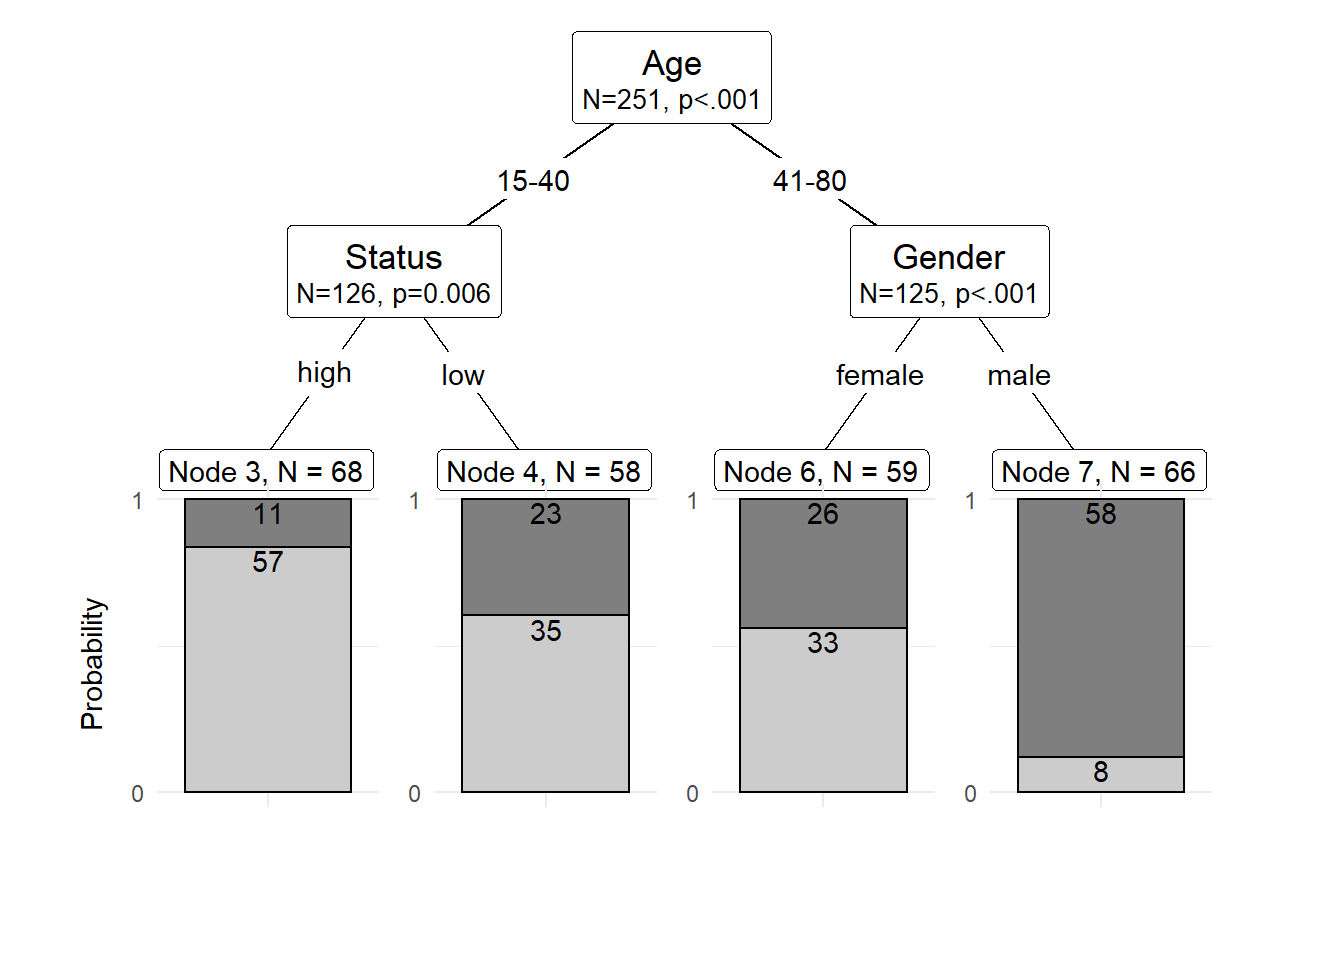 Age
N=251, p<.001
15-40
41-80
Status
N=126, p=0.006
Gender
N=125, p<.001
high
low
female
male
Node 3, N = 68
Node 4, N = 58
Node 6, N = 59
Node 7, N = 66
Probability
1
11
57
0
1
23
35
0
1
26
33
0
1
58
8
0